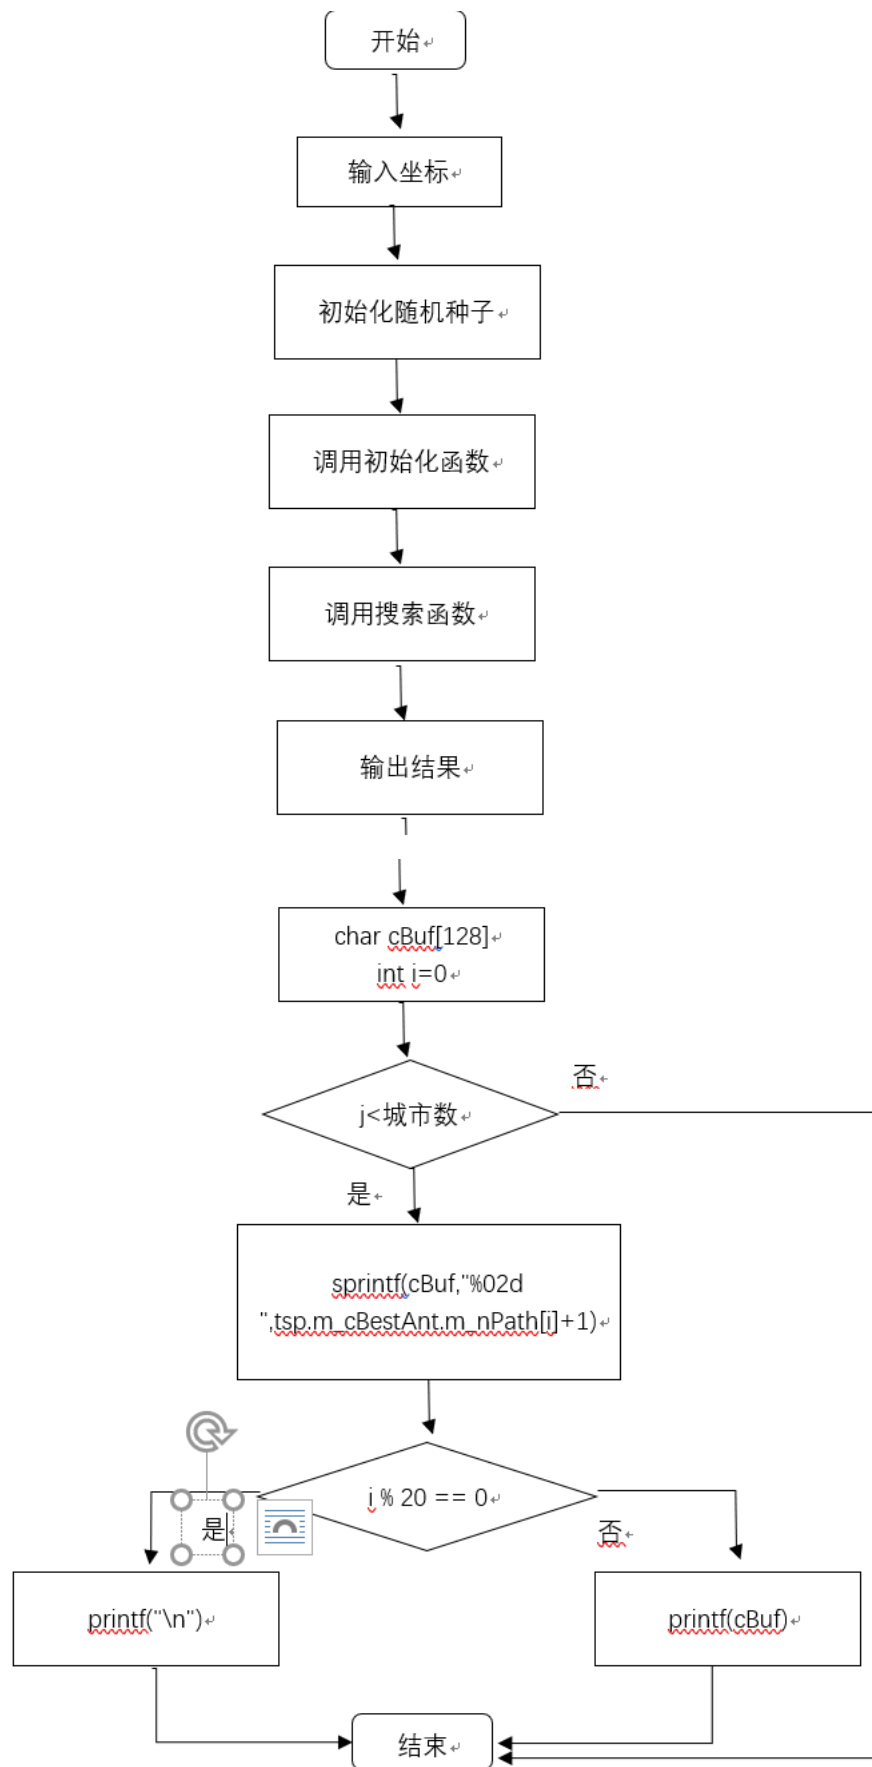 开始
输入坐标
初始化随机种子
调用初始化函数
调用搜索函数
输出结果
char cBuf[128]
int i=0
j<城市数
否
是
sprintf(cBuf,"%02d
",tsp.m_cBestAnt.m_nPath[i]+1)
i % 20 == 0
是
否
printf("\n")
printf(cBuf)
结束